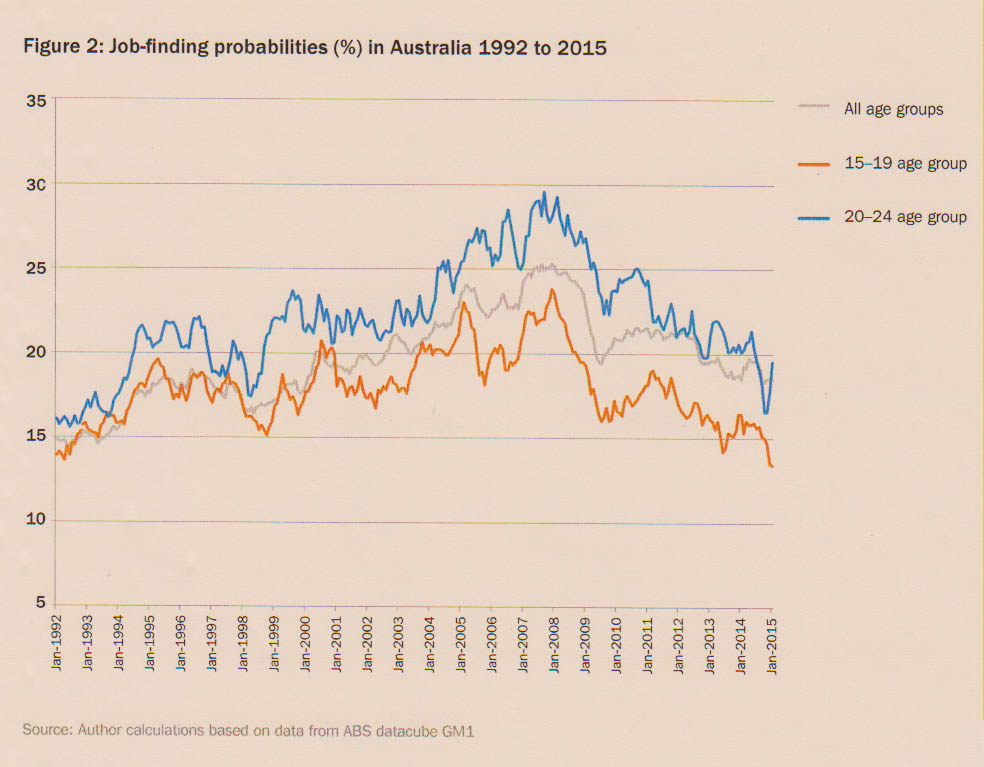 Figure 2: Job-finding probabilities (%) in Australia 1992 to 2015
35
30
25
20
15
10
5
All age groups
15–19 age group
20–24 age group
Jan-1992
Jan-1993
Jan-1994
Jan-1995
Jan-1996
Jan-1997
Jan-1998
Jan-1999
Jan-2000
Jan-2001
Jan-2002
Jan-2003
Jan-2004
Jan-2005
Jan-2006
Jan-2007
Jan-2008
Jan-2009
Jan-2010
Jan-2011
Jan-2012
Jan-2013
Jan-2014
Jan-2015
Source: Author calculations based on data from ABS datacube GM1